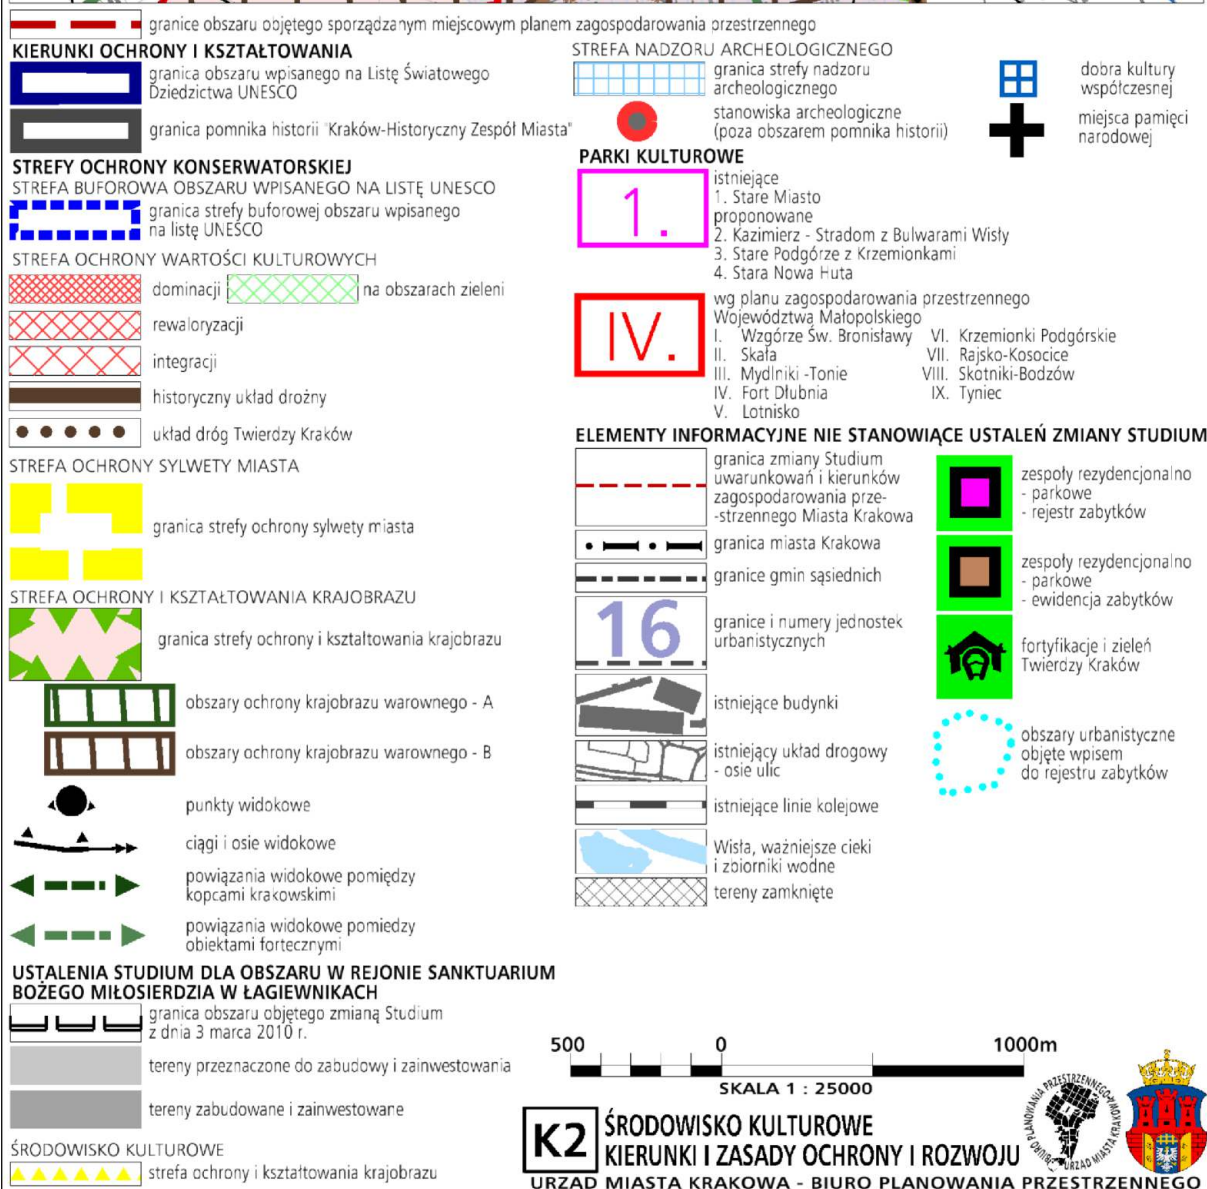 granice obszaru objętego sporządzanym miejscowym planem zagospodarowania przestrzennego
KIERUNKI OCHRONY I KSZTAŁTOWANIA
granica obszaru wpisanego na Listę Światowego
Dziedzictwa UNESCO
granica pomnika historii "Kraków-Historyczny Zespół Miasta"
STREFY OCHRONY KONSERWATORSKIEJ
STREFA BUFOROWA OBSZARU WPISANEGO NA LISTĘ UNESCO
granica strefy buforowej obszaru wpisanego
na listę UNESCO
STREFA OCHRONY WARTOŚCI KULTUROWYCH
dominacji
na obszarach zieleni
rewaloryzacji
integracji
historyczny układ drożny
układ dróg Twierdzy Kraków
STREFA OCHRONY SYLWETY MIASTA
granica strefy ochrony sylwety miasta
STREFA OCHRONY I KSZTAŁTOWANIA KRAJOBRAZU
granica strefy ochrony i kształtowania krajobrazu
obszary ochrony krajobrazu warownego - A
obszary ochrony krajobrazu warownego - B
punkty widokowe
ciągi i osie widokowe
powiązania widokowe pomiędzy
kopcami krakowskimi
powiązania widokowe pomiedzy
obiektami fortecznymi
USTALENIA STUDIUM DLA OBSZARU W REJONIE SANKTUARIUM
BOŻEGO MIŁOSIERDZIA W ŁAGIEWNIKACH
granica obszaru objętego zmianą Studium
z dnia 3 marca 2010 r.
tereny przeznaczone do zabudowy i zainwestowania
tereny zabudowane i zainwestowane
ŚRODOWISKO KULTUROWE
strefa ochrony i kształtowania krajobrazu
STREFA NADZORU ARCHEOLOGICZNEGO
granica strefy nadzoru
archeologicznego
stanowiska archeologiczne
(poza obszarem pomnika historii)
dobra kultury
współczesnej
miejsca pamięci
narodowej
PARKI KULTUROWE
1.
istniejące
1. Stare Miasto
proponowane
2. Kazimierz - Stradom z Bulwarami Wisły
3. Stare Podgórze z Krzemionkami
4. Stara Nowa Huta
IV.
wg planu zagospodarowania przestrzennego
Województwa Małopolskiego
I. Wzgórze Św. Bronisławy VI. Krzemionki Podgórskie
II. Skała VII. Rajsko-Kosocice
III. Mydlniki -Tonie VIII. Skotniki-Bodzów
IV. Fort Dłubnia IX. Tyniec
V. Lotnisko
ELEMENTY INFORMACYJNE NIE STANOWIĄCE USTALEŃ ZMIANY STUDIUM
granica zmiany Studium
uwarunkowań i kierunków
zagospodarowania prze-
-strzennego Miasta Krakowa
granica miasta Krakowa
granice gmin sąsiednich
16
granice i numery jednostek
urbanistycznych
istniejące budynki
istniejący układ drogowy
- osie ulic
istniejące linie kolejowe
Wisła, ważniejsze cieki
i zbiorniki wodne
tereny zamknięte
zespoły rezydencjonalno
- parkowe
- rejestr zabytków
zespoły rezydencjonalno
- parkowe
- ewidencja zabytków
fortyfikacje i zieleń
Twierdzy Kraków
obszary urbanistyczne
objęte wpisem
do rejestru zabytków
500 0 1000m
SKALA 1 : 25000
K2
ŚRODOWISKO KULTUROWE
KIERUNKI I ZASADY OCHRONY I ROZWOJU
BIURO PLANOWANIA PRZESTRZENNEGO
URZĄD MIASTA KRAKOWA
URZĄD MIASTA KRAKOWA - BIURO PLANOWANIA PRZESTRZENNEGO